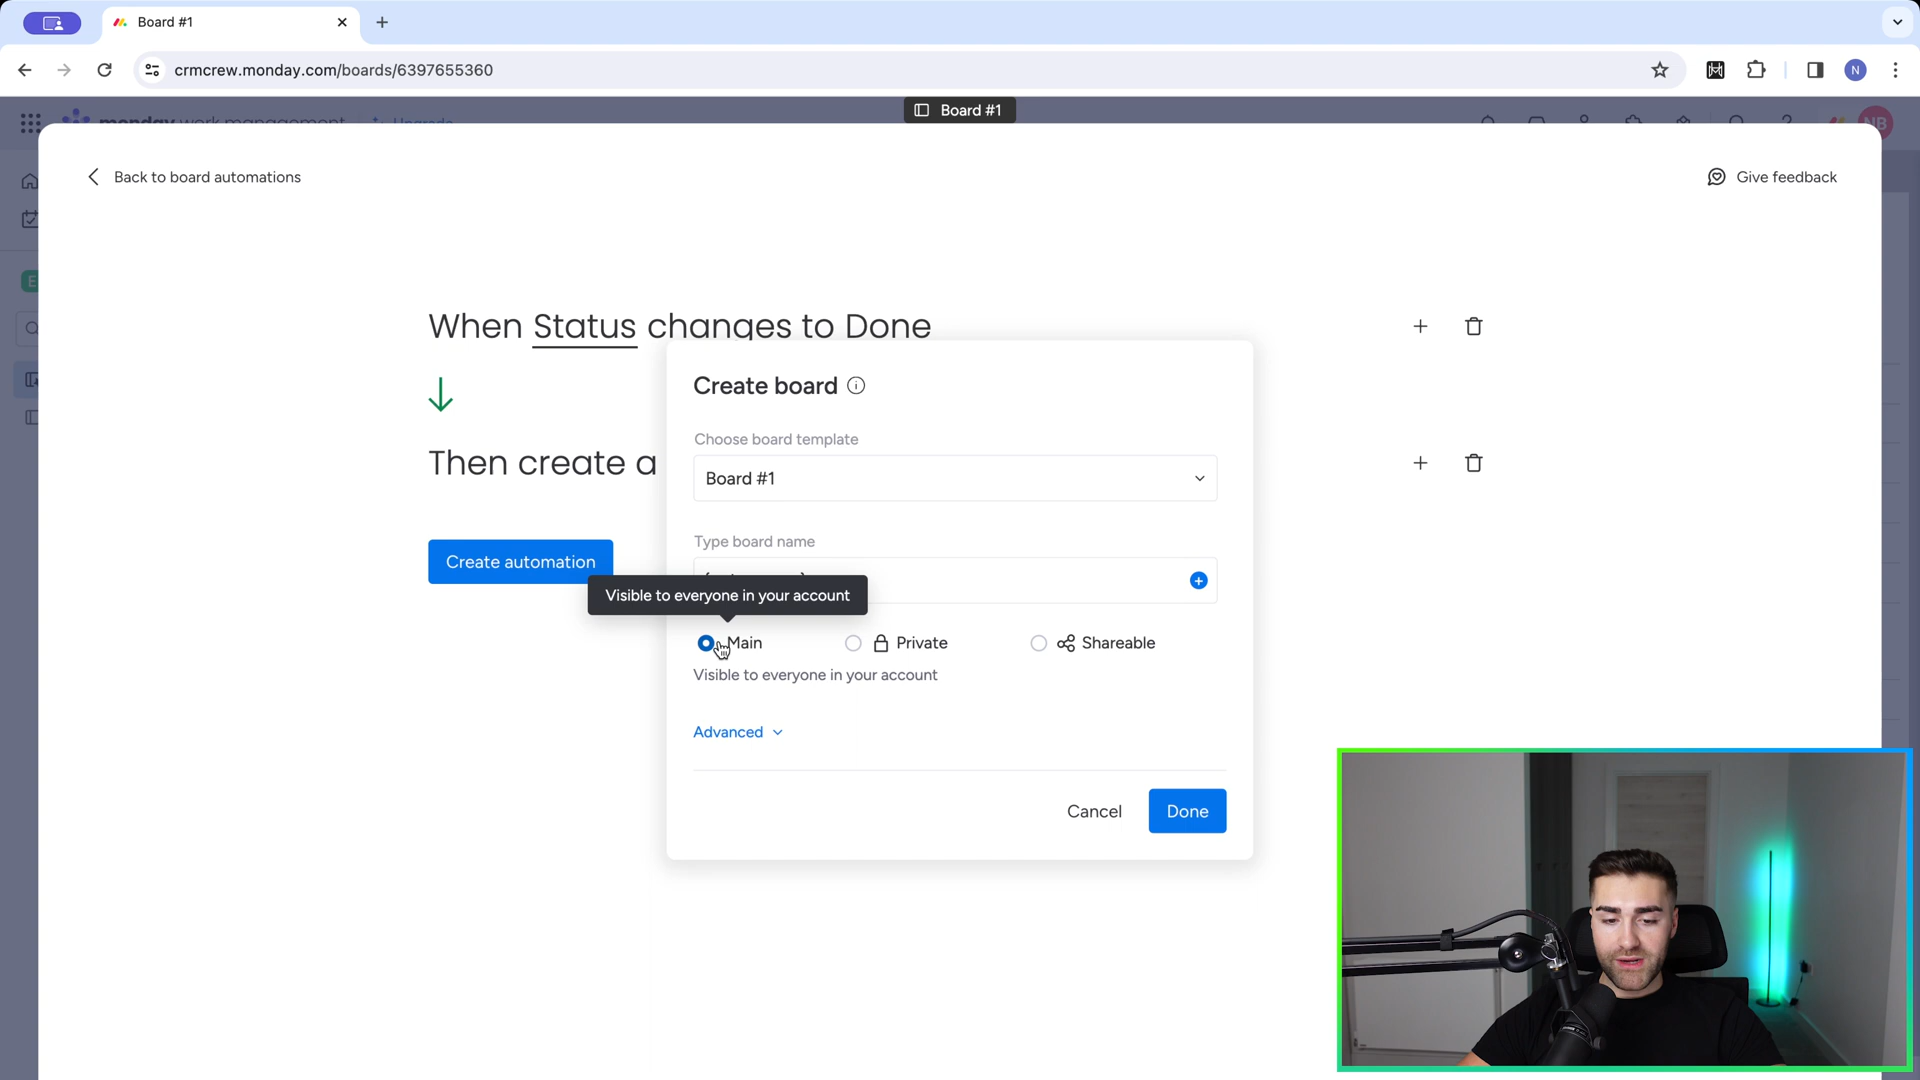 Board #1
crmcrew.monday.com/boards/6397655360
N
Board #1
NB
Back to board automations
Give feedback
E
When Status changes to Done
Create board
Choose board template
Then create a
Board #1
Type board name
Create automation
Visible to everyone in your account
Main
Private
Shareable
Visible to everyone in your account
Advanced
Cancel
Done